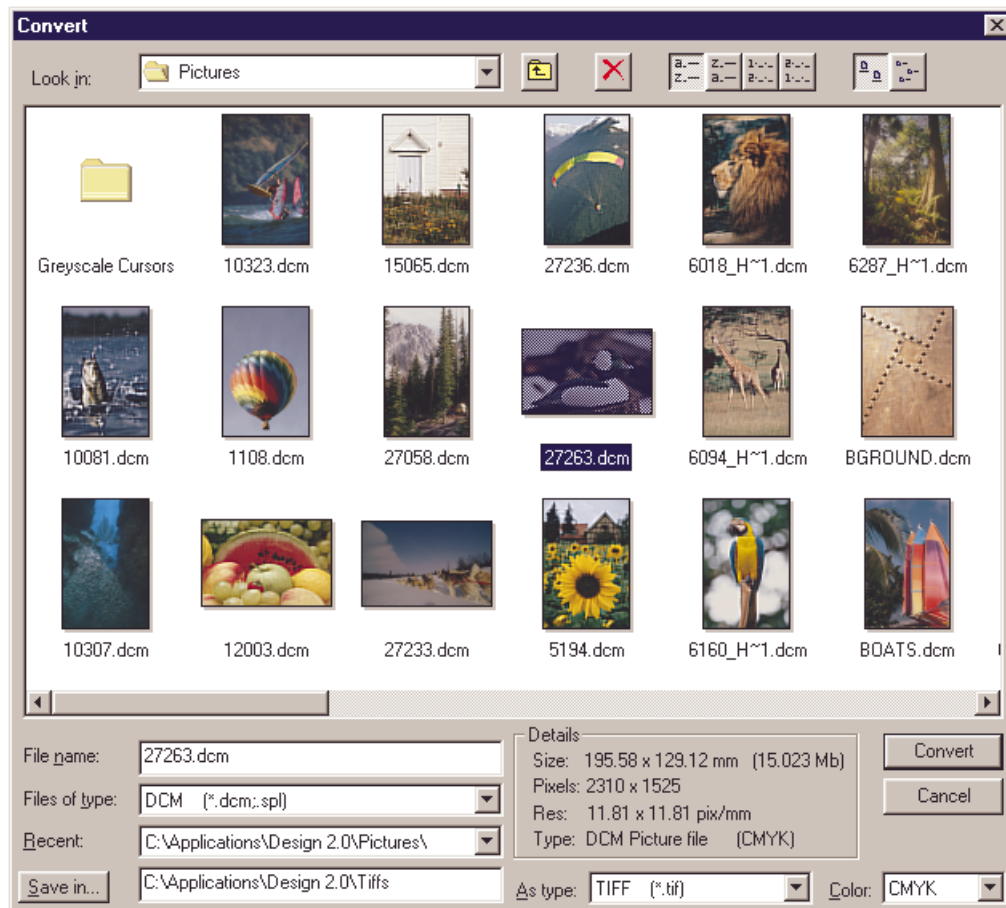 Convert
Look in: Pictures
Greyscale Cursors 10323.dcm 15065.dcm 27236.dcm 6018_H~1.dcm 6287_H~1.dcm
10081.dcm 1108.dcm 27058.dcm 27263.dcm 6094_H~1.dcm BGROUND.dcm
10307.dcm 12003.dcm 27233.dcm 5194.dcm 6160_H~1.dcm BOATS.dcm
File name: 27263.dcm
Files of type: DCM (*.dcm;.spl)
Recent: C:\Applications\Design 2.0\Pictures\
Save in... C:\Applications\Design 2.0\Tiffs
Details
Size: 195.58 x 129.12 mm (15.023 Mb)
Pixels: 2310 x 1525
Res: 11.81 x 11.81 pix/mm
Type: DCM Picture file (CMYK)
As type: TIFF (*.tif)
Color: CMYK
Convert
Cancel